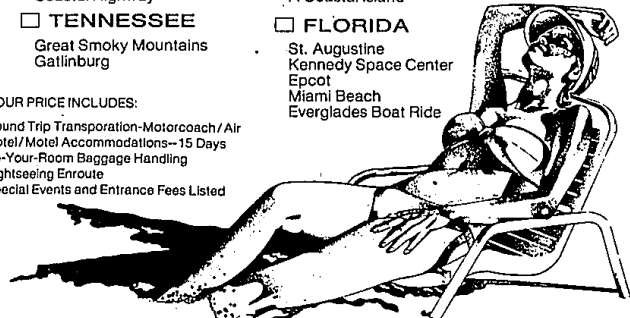 TENNESSEE
Great Smoky Mountains
Gatlinburg
FLORIDA
St. Augustine
Kennedy Space Center
Epcot
Miami Beach
Everglades Boat Ride
OUR PRICE INCLUDES:
ound Trip Transporation-Motorcoach/Air
otel/Motel Accommodations--15 Days
-Your-Room Baggage Handling
ghtseeing Enroute
ecial Events and Entrance Fees Listed